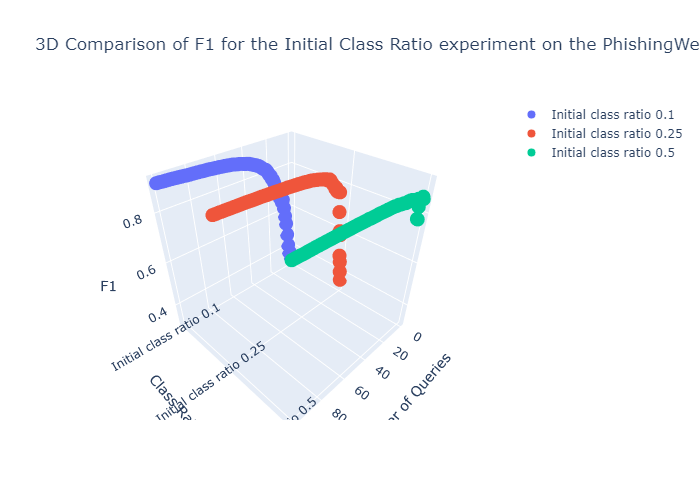 3D Comparison of F1 for the Initial Class Ratio experiment on the
Initial class ratio 0.1
Initial class ratio 0.25
Initial class ratio 0.5
0.8
0.6
0.4
F1
Initial class ratio 0.1
Initial class ratio 0.25
0.5
Class
0
20
40
60
80
of Queries